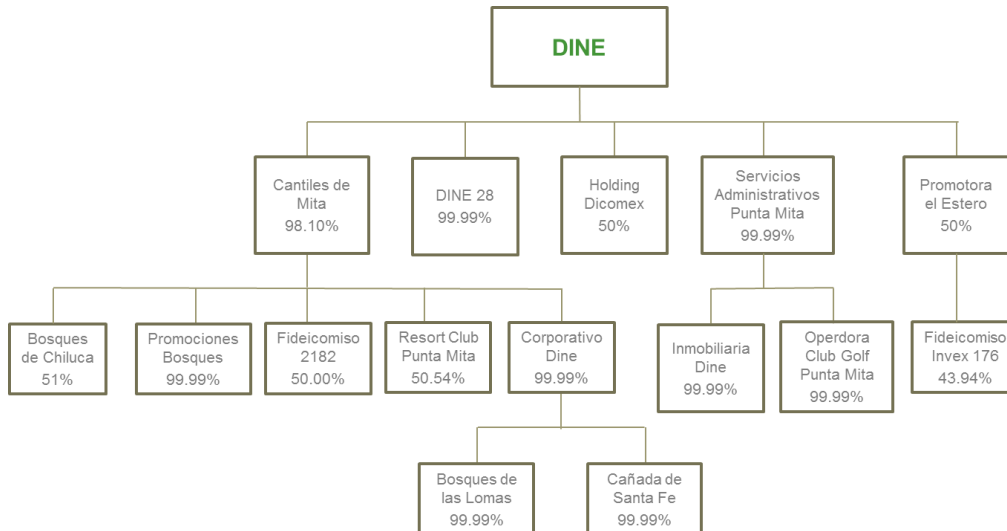 DINE
Cantiles de
Mita
98.10%
DINE 28
99.99%
Holding
Dicomex
50%
Servicios
Administrativos
Punta Mita
99.99%
Promotora
el Estero
50%
Bosques
de Chiluca
51%
Promociones
Bosques
99.99%
Fideicomiso
2182
50.00%
Resort Club
Punta Mita
50.54%
Corporativo
Dine
99.99%
Inmobiliaria
Dine
99.99%
Operdora
Club Golf
Punta Mita
99.99%
Fideicomiso
Invex 176
43.94%
Bosques de
las Lomas
99.99%
Cañada de
Santa Fe
99.99%